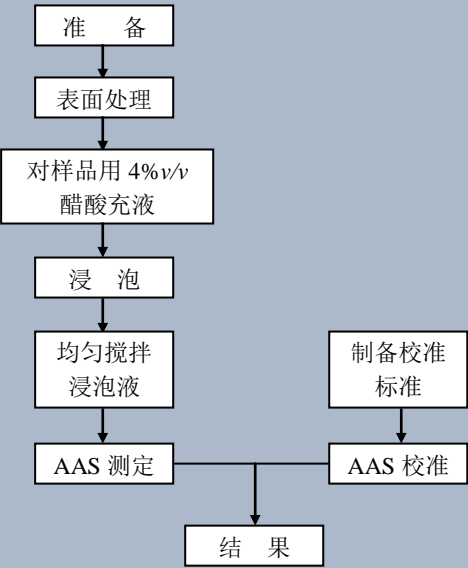 准 备
表面处理
对样品用 4%v/v
醋酸充液
浸 泡
均匀搅拌
浸泡液
制备校准
标准
AAS 测定
AAS 校准
结 果